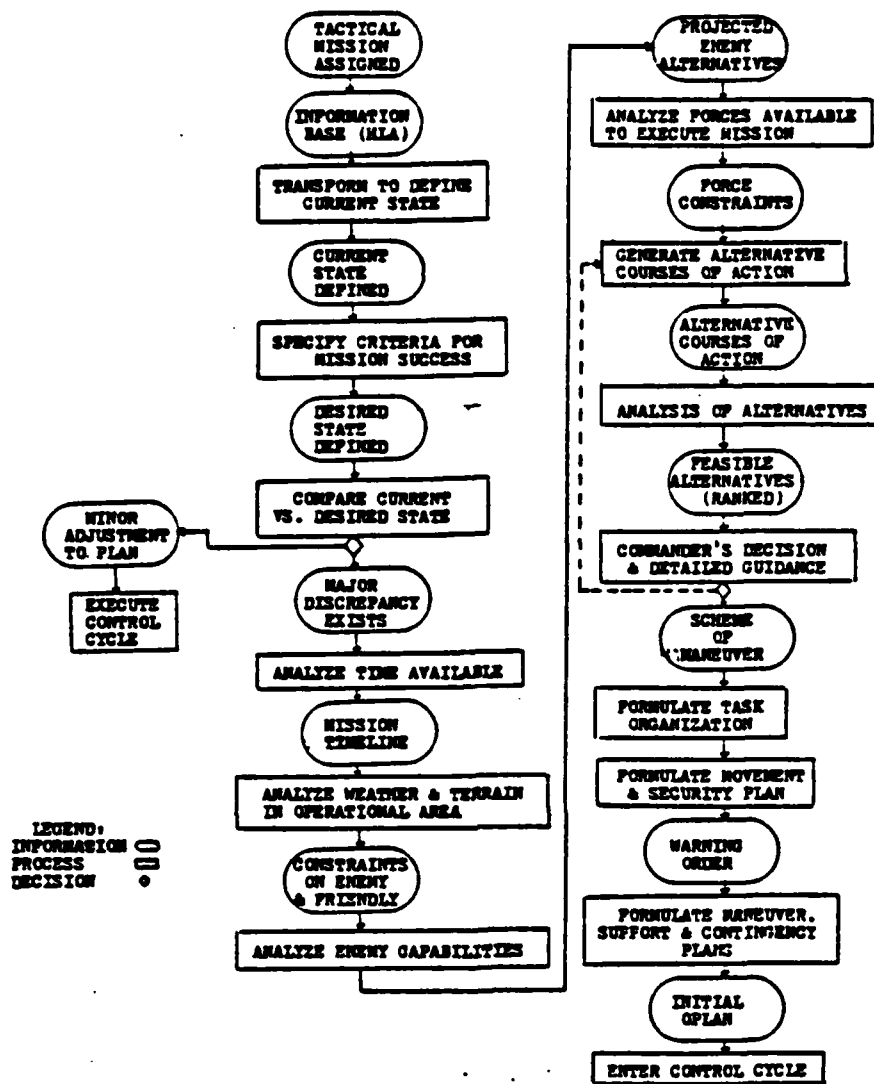 TACTICAL
MISSION
ASSIGNED
INFORMATION
BASE (MLA)
TRANSFORM TO DEFINE
CURRENT STATE
CURRENT
STATE
DEFINED
SPECIFY CRITERIA FOR
MISSION SUCCESS
DESIRED
STATE
DEFINED
COMPARE CURRENT
VS. DESIRED STATE
MINOR
ADJUSTMENT
TO PLAN
EXECUTE
CONTROL
CYCLE
MAJOR
DISCREPANCY
EXISTS
ANALYZE TIME AVAILABLE
MISSION
TIMELINE
ANALYZE WEATHER & TERRAIN
IN OPERATIONAL AREA
CONSTRAINTS
ON ENEMY
& FRIENDLY
ANALYZE ENEMY CAPABILITIES
LEGEND:
INFORMATION
PROCESS
DECISION
PROJECTED
ENEMY
ALTERNATIVES
ANALYZE FORCES AVAILABLE
TO EXECUTE MISSION
FORCE
CONSTRAINTS
GENERATE ALTERNATIVE
COURSES OF ACTION
ALTERNATIVE
COURSES OF
ACTION
ANALYSIS OF ALTERNATIVES
FEASIBLE
ALTERNATIVES
(RANKED)
COMMANDER'S DECISION
& DETAILED GUIDANCE
SCHEME
OF
MANEUVER
FORMULATE TASK
ORGANIZATION
FORMULATE MOVEMENT
& SECURITY PLAN
WARNING
ORDER
FORMULATE MANEUVER,
SUPPORT & CONTINGENCY
PLANS
INITIAL
OPLAN
ENTER CONTROL CYCLE